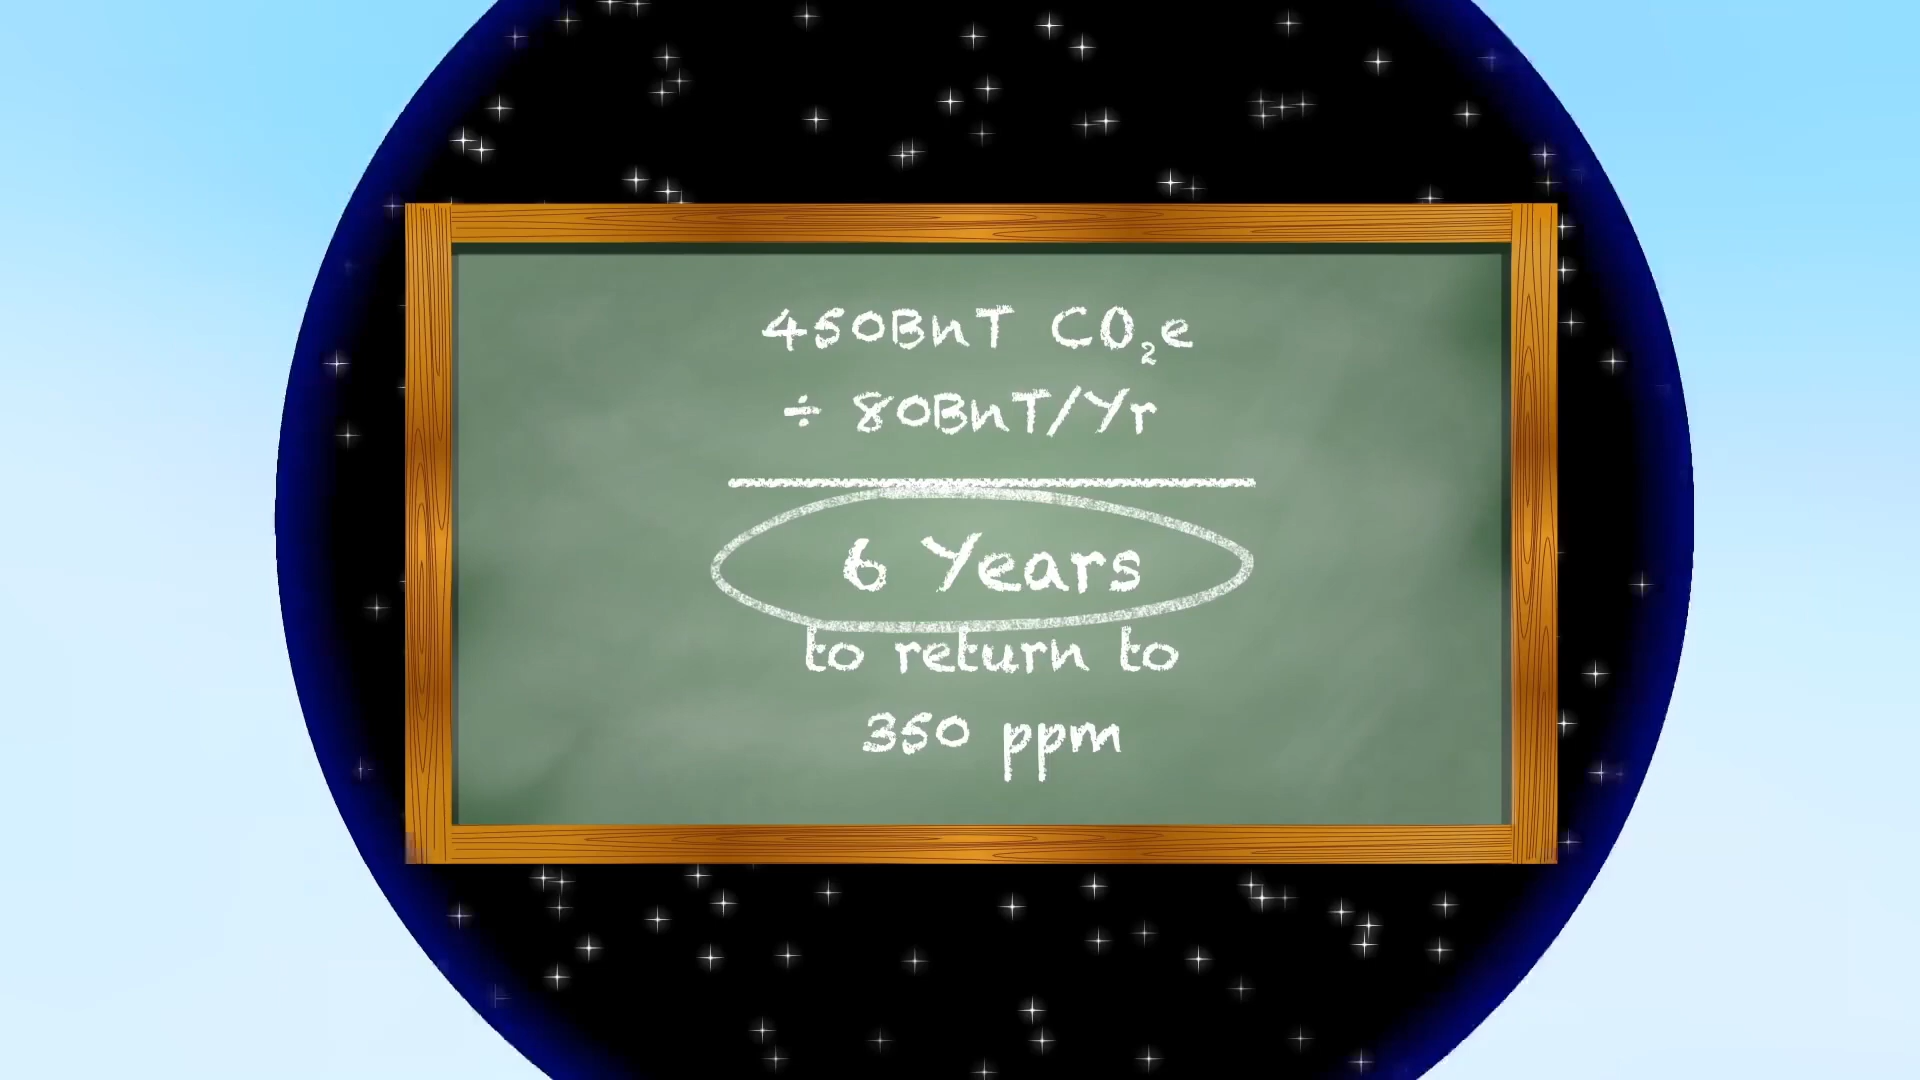 450BnT CO₂e
÷ 80BnT/Yr
6 Years
to return to
350 ppm